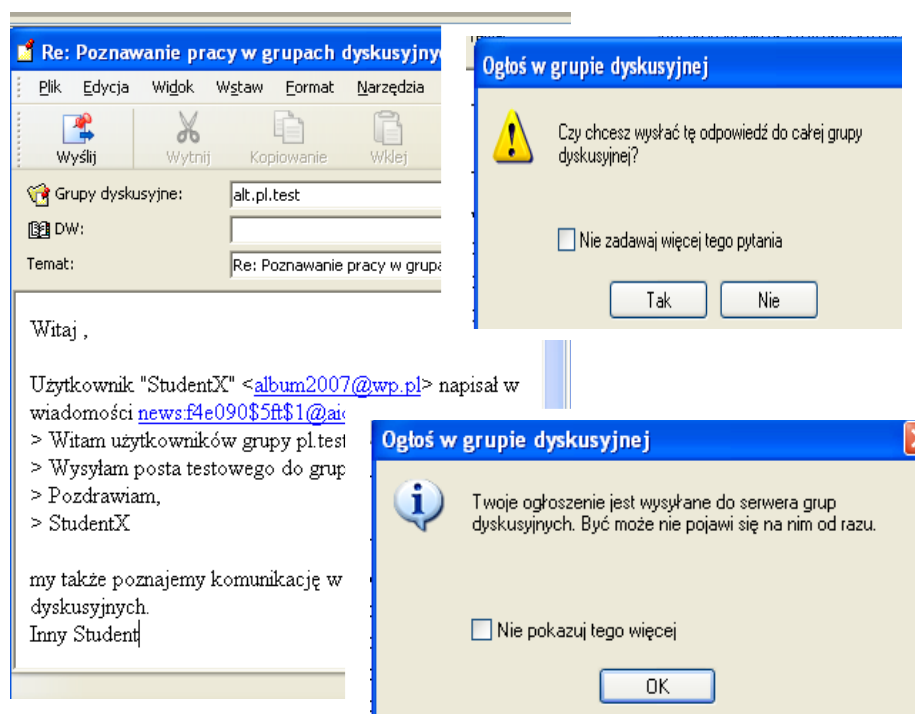 Re: Poznawanie pracy w grupach dyskusyjny
Plik Edycja Widok Wstaw Format Narzędzia
Wyślij Wytnij Kopiowanie Wklej
Grupy dyskusyjne: alt.pl.test
DW:
Temat: Re: Poznawanie pracy w grupa
Witaj ,
Użytkownik "StudentX" <album2007@wp.pl> napisał w
wiadomości news:f4e090$5ft$1@aio
> Witam użytkowników grupy pl.test
> Wysyłam posta testowego do grup
> Pozdrawiam,
> StudentX
my także poznajemy komunikację w
dyskusyjnych.
Inny Student
Ogłoś w grupie dyskusyjnej
Czy chcesz wysłać tę odpowiedź do całej grupy
dyskusyjnej?
Nie zadawaj więcej tego pytania
Tak Nie
Ogłoś w grupie dyskusyjnej
Twoje ogłoszenie jest wysyłane do serwera grup
dyskusyjnych. Być może nie pojawi się na nim od razu.
Nie pokazuj tego więcej
OK